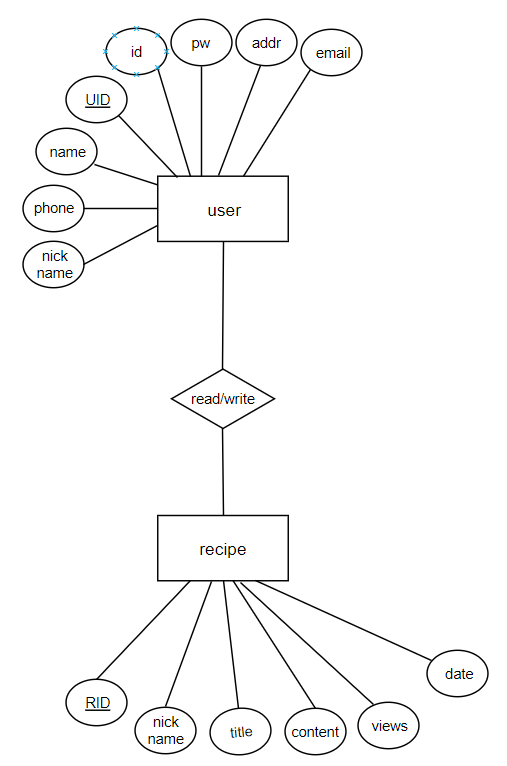 id
pw
addr
email
UID
name
phone
nick
name
user
read/write
recipe
RID
nick
name
title
content
views
date